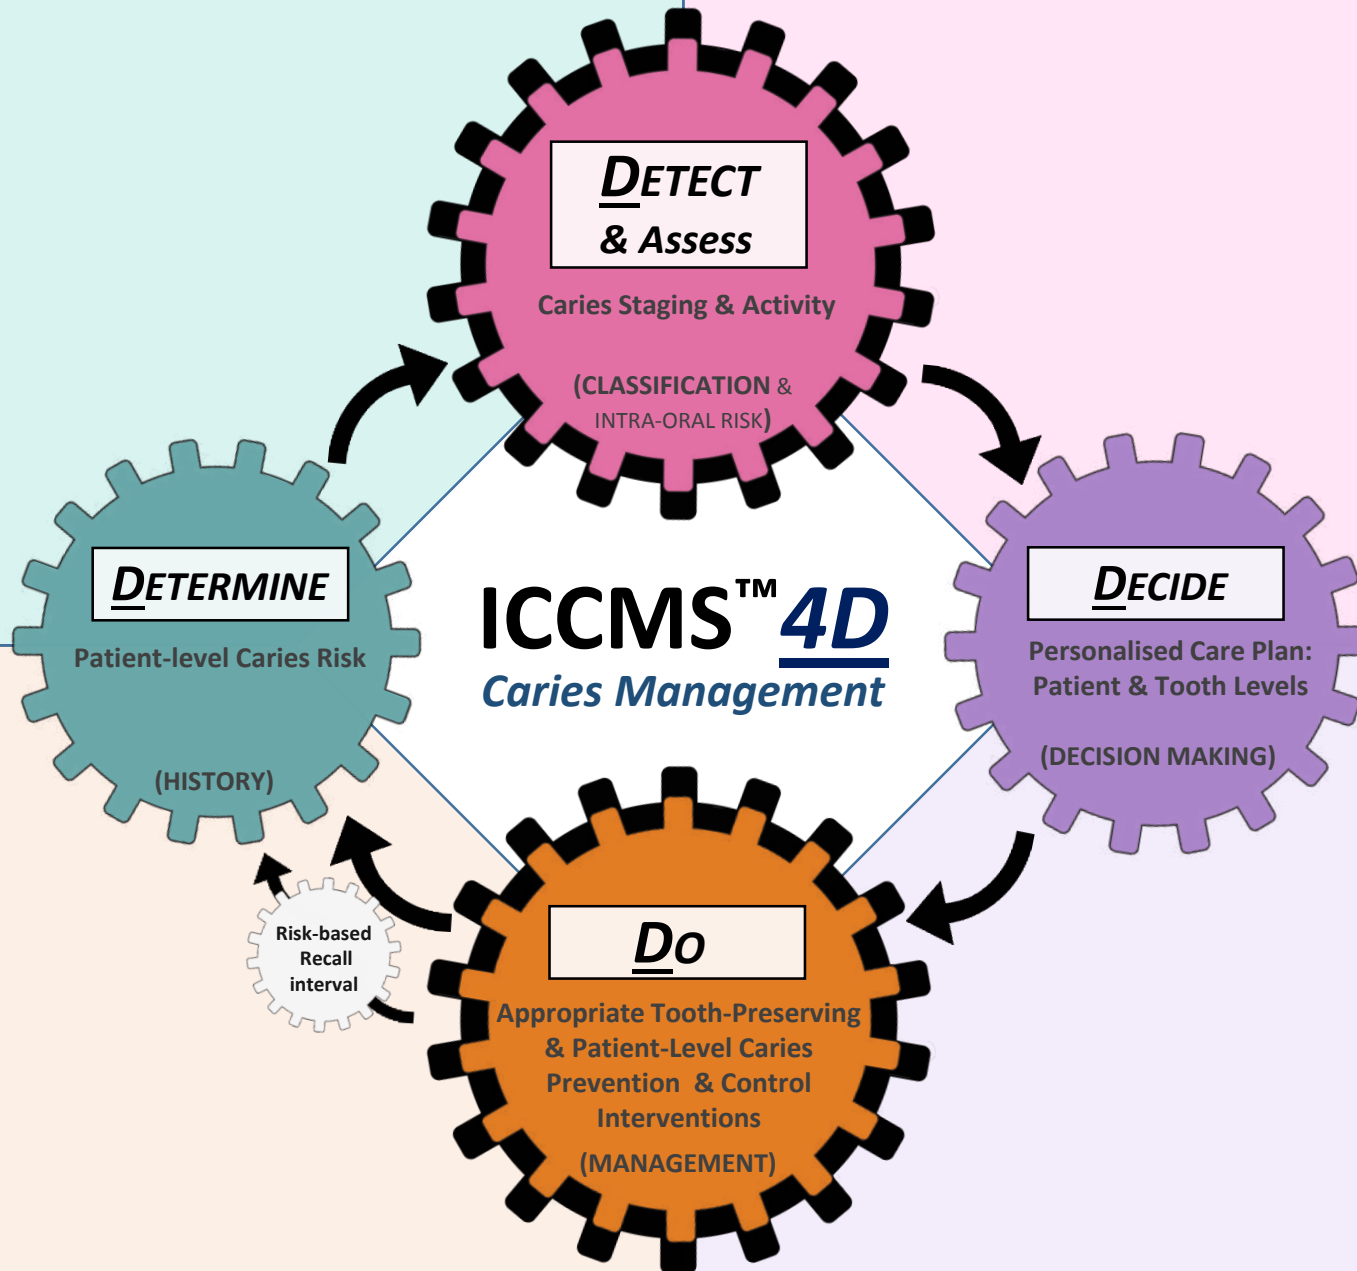 DETECT
& Assess
Caries Staging & Activity
(CLASSIFICATION &
INTRA-ORAL RISK)
DETERMINE
Patient-level Caries Risk
(HISTORY)
ICCMS™ 4D
Caries Management
DECIDE
Personalised Care Plan:
Patient & Tooth Levels
(DECISION MAKING)
Risk-based
Recall
interval
DO
Appropriate Tooth-Preserving
& Patient-Level Caries
Prevention & Control
Interventions
(MANAGEMENT)